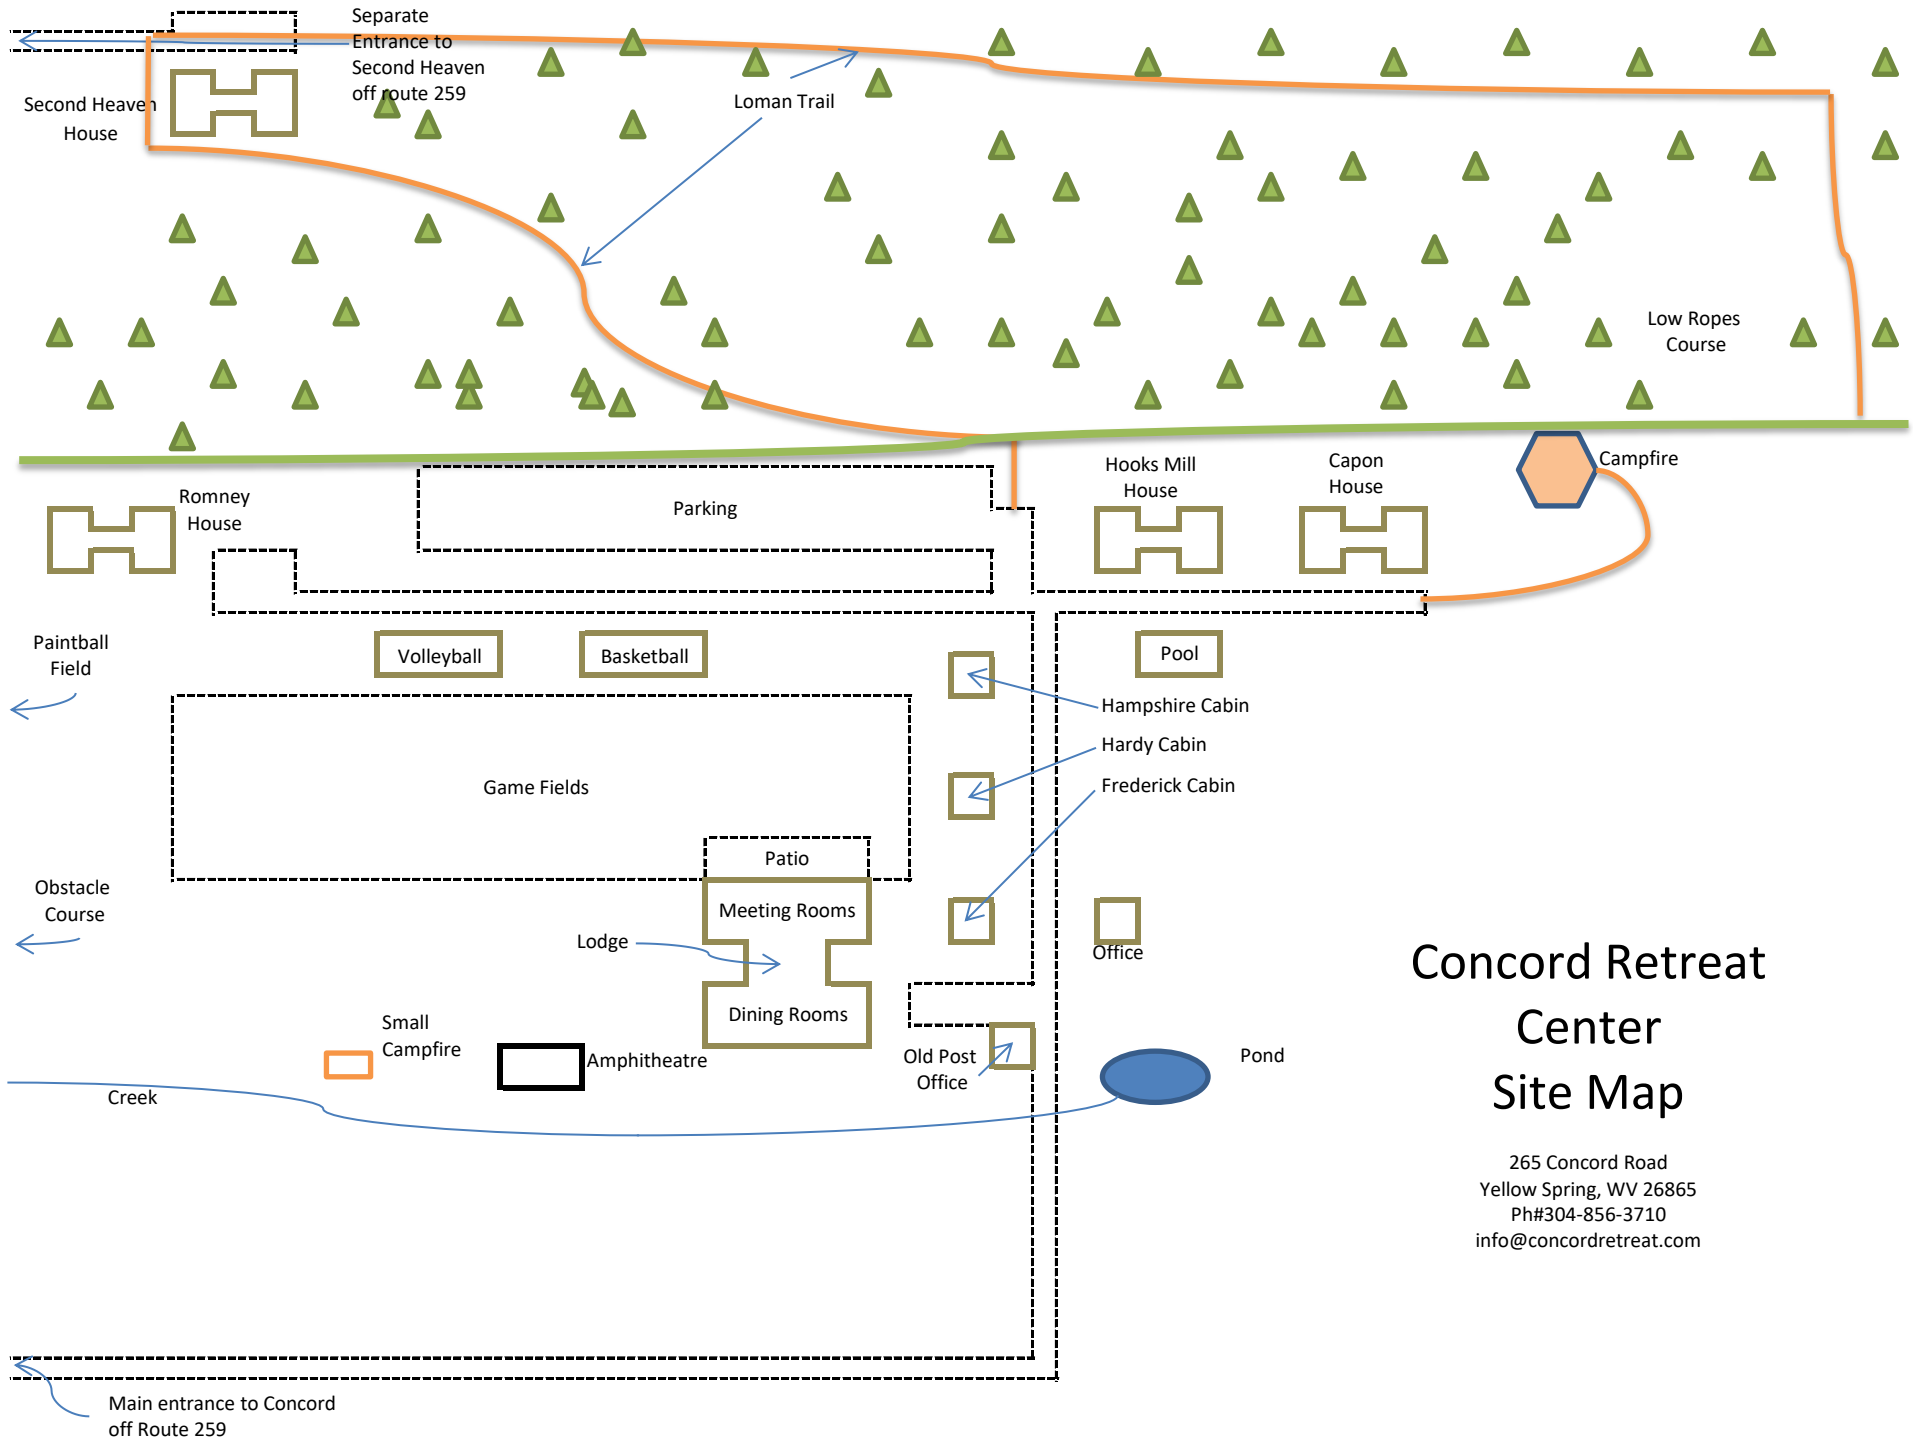 Separate
Entrance to
Second Heaven
off route 259
Second Heaven
House
Loman Trail
Low Ropes
Course
Romney
House
Parking
Hooks Mill
House
Capon
House
Campfire
Paintball
Field
Volleyball
Basketball
Pool
Hampshire Cabin
Hardy Cabin
Frederick Cabin
Game Fields
Patio
Obstacle
Course
Meeting Rooms
Lodge
Office
Dining Rooms
Small
Campfire
Amphitheatre
Old Post
Office
Pond
Creek
Concord Retreat
Center
Site Map
265 Concord Road
Yellow Spring, WV 26865
Ph#304-856-3710
info@concordretreat.com
Main entrance to Concord
off Route 259